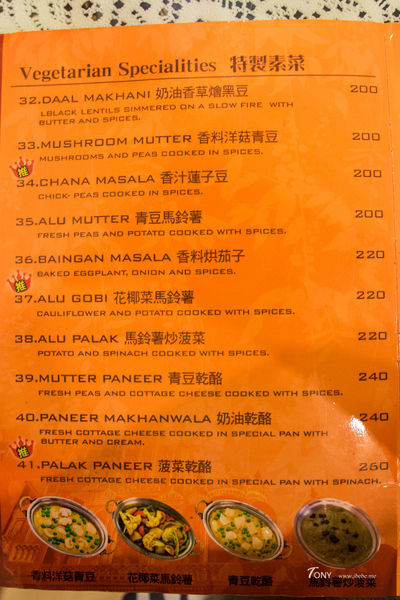 Vegetarian Specialities 特製素菜
32.DAAL MAKHANI 奶油香草燴黑豆 200
LBLACK LENTILS SIMMERED ON A SLOW FIRE WITH
BUTTER AND SPICES.
33.MUSHROOM MUTTER 香料洋菇青豆 200
MUSHROOMS AND PEAS COOKED IN SPICES.
推
34.CHANA MASALA 香汁蓮子豆 200
CHICK- PEAS COOKED IN SPICES.
35.ALU MUTTER 青豆馬鈴薯 200
FRESH PEAS AND POTATO COOKED WITH SPICES.
36.BAINGAN MASALA 香料烘茄子 220
BAKED EGGPLANT, ONION AND SPICES.
推
37.ALU GOBI 花椰菜馬鈴薯 220
CAULIFLOWER AND POTATO COOKED WITH SPICES.
38.ALU PALAK 馬鈴薯炒菠菜 220
POTATO AND SPINACH COOKED WITH SPICES.
39.MUTTER PANEER 青豆乾酪 240
FRESH PEAS AND COTTAGE CHEESE COOKED WITH SPICES.
40.PANEER MAKHANWALA 奶油乾酪 240
FRESH COTTAGE CHEESE COOKED IN SPECIAL PAN WITH
BUTTER AND CREAM.
推
41.PALAK PANEER 菠菜乾酪 260
FRESH COTTAGE CHEESE COOKED IN SPECIAL PAN WITH SPINACH.
香料洋菇青豆 花椰菜馬鈴薯 青豆乾酪 馬鈴薯炒菠菜
TONY www.jbebe.me